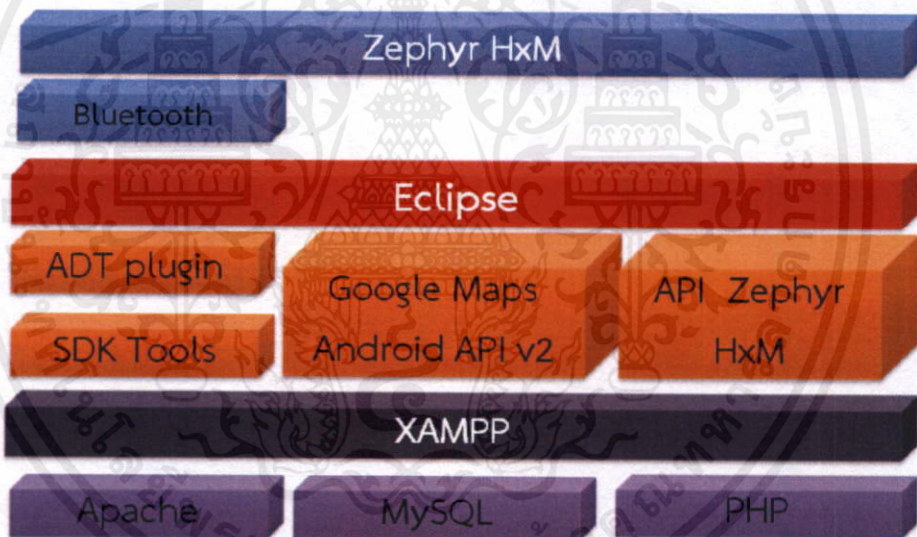 Zephyr HxM
Bluetooth
Eclipse
ADT plugin
SDK Tools
Google Maps
Android API v2
API Zephyr
HxM
XAMPP
Apache
MySQL
PHP